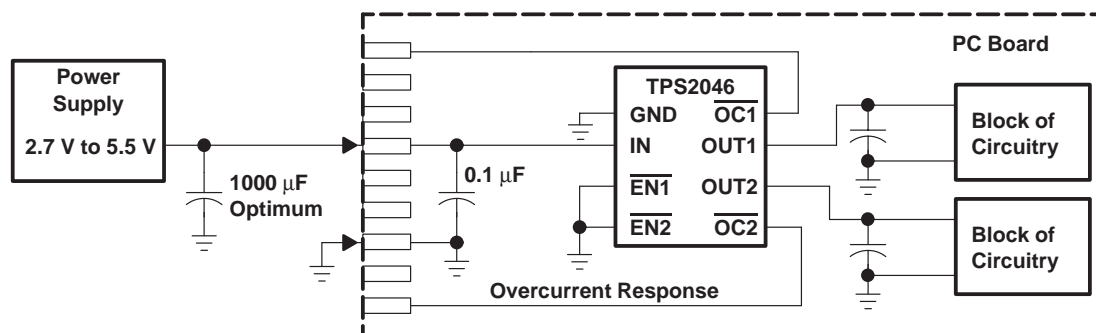 PC Board
Power
Supply
2.7 V to 5.5 V
1000 μF
Optimum
0.1 μF
TPS2046
GND
OC1
IN
OUT1
EN1
OUT2
EN2
OC2
Block of
Circuitry
Block of
Circuitry
Overcurrent Response